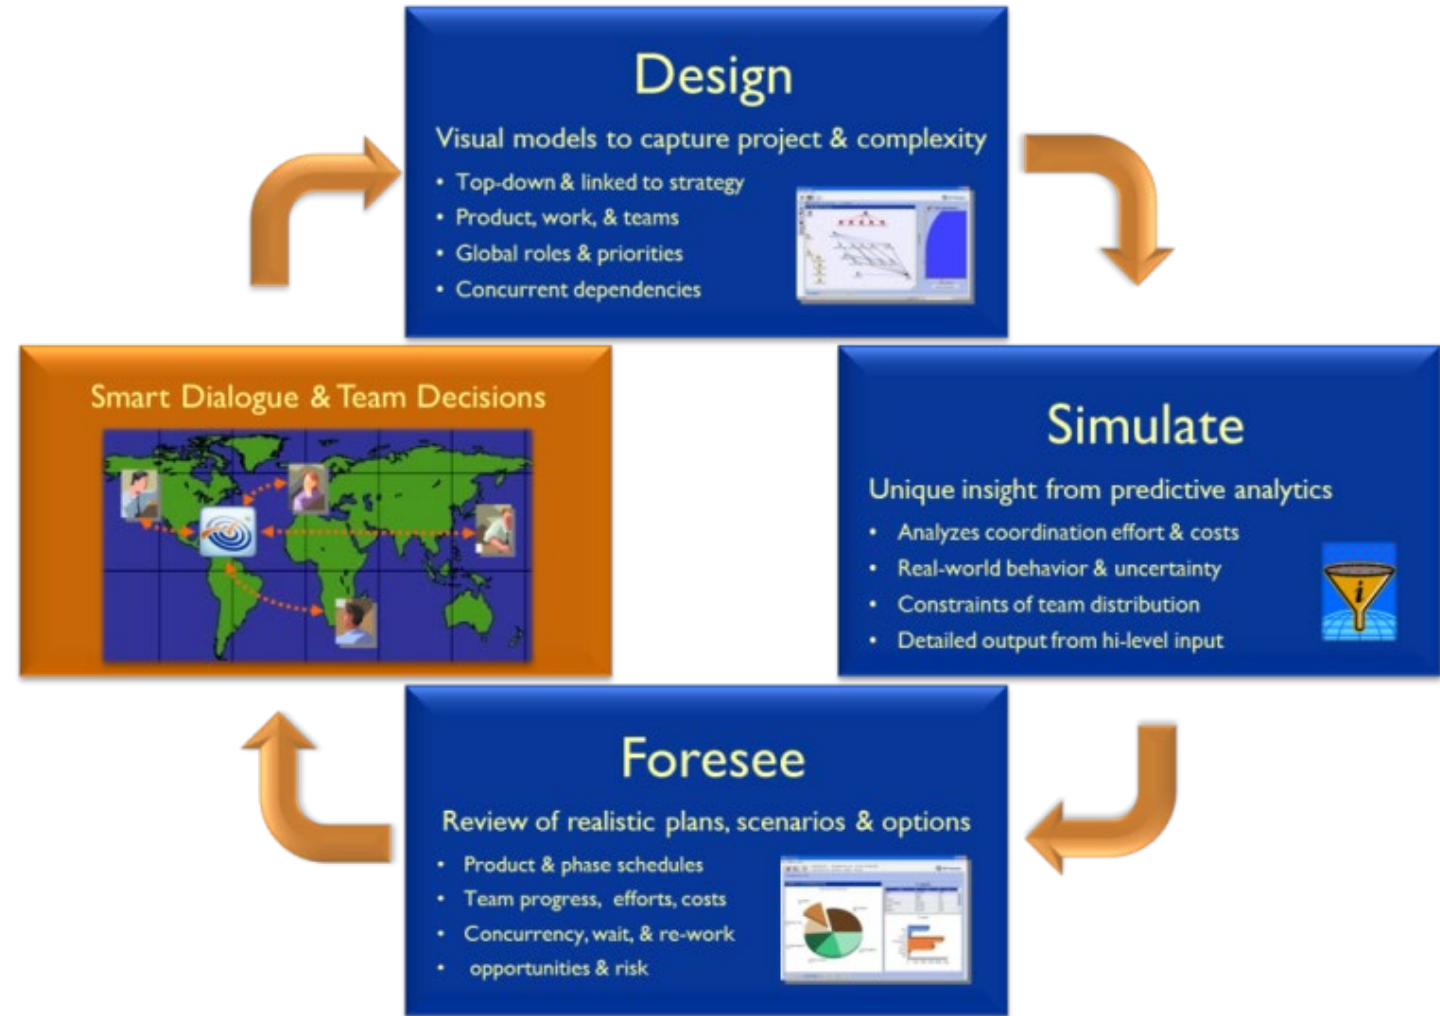 Design
Visual models to capture project & complexity
• Top-down & linked to strategy
• Product, work, & teams
• Global roles & priorities
• Concurrent dependencies
Smart Dialogue & Team Decisions
Simulate
Unique insight from predictive analytics
• Analyzes coordination effort & costs
• Real-world behavior & uncertainty
• Constraints of team distribution
• Detailed output from hi-level input
i
Foresee
Review of realistic plans, scenarios & options
• Product & phase schedules
• Team progress, efforts, costs
• Concurrency, wait, & re-work
• opportunities & risk